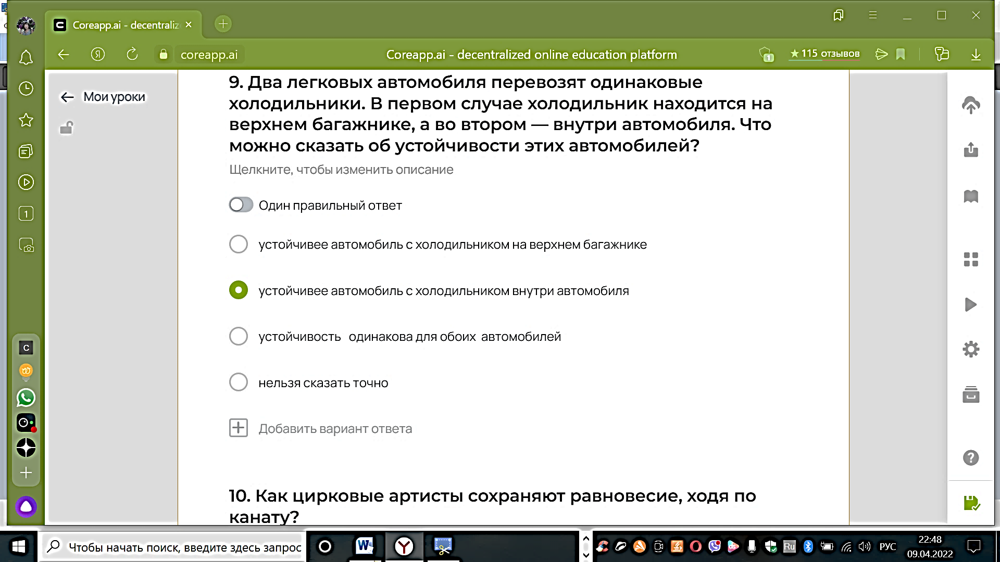 Coreapp.ai - decentraliz
coreapp.ai
Coreapp.ai - decentralized online education platform
1
★ 115 отзывов
Мои уроки
9. Два легковых автомобиля перевозят одинаковые
холодильники. В первом случае холодильник находится на
верхнем багажнике, а во втором — внутри автомобиля. Что
можно сказать об устойчивости этих автомобилей?
Щелкните, чтобы изменить описание
Один правильный ответ
устойчивее автомобиль с холодильником на верхнем багажнике
устойчивее автомобиль с холодильником внутри автомобиля
устойчивость одинакова для обоих автомобилей
нельзя сказать точно
Добавить вариант ответа
10. Как цирковые артисты сохраняют равновесие, ходя по
канату?
1
C
Чтобы начать поиск, введите здесь запрос
Ru
РУС
22:48
09.04.2022